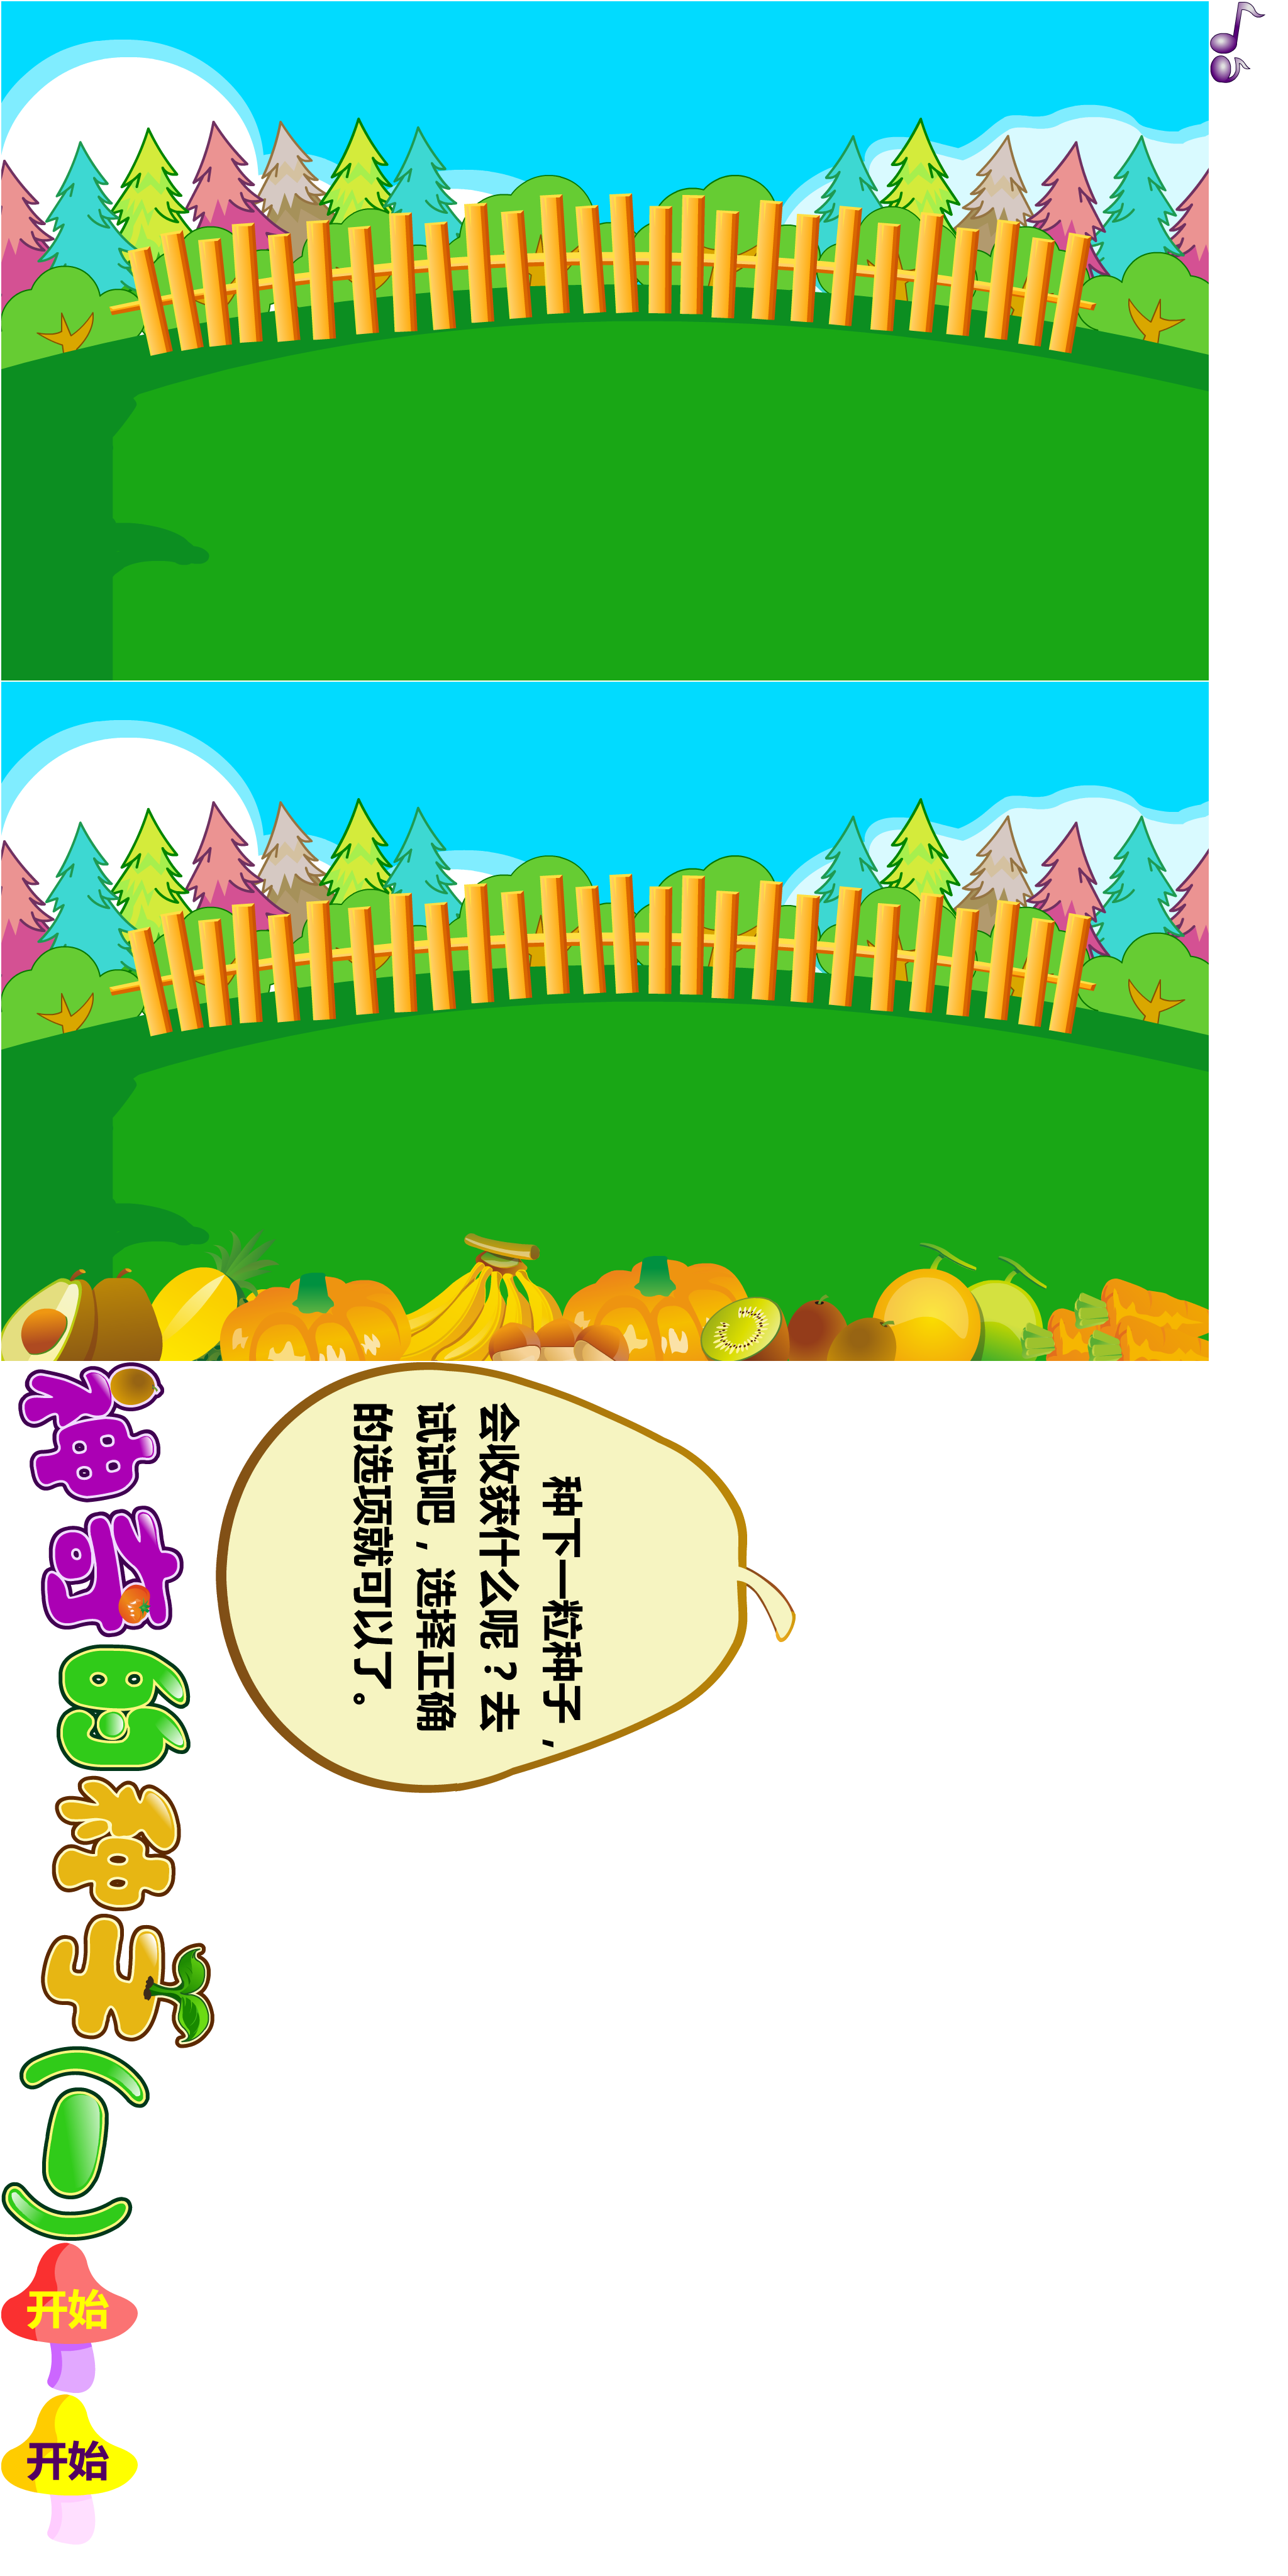 神奇的种子(一)
种下一粒种子，
会收获什么呢？去
试试吧，选择正确
的选项就可以了。
开始
开始